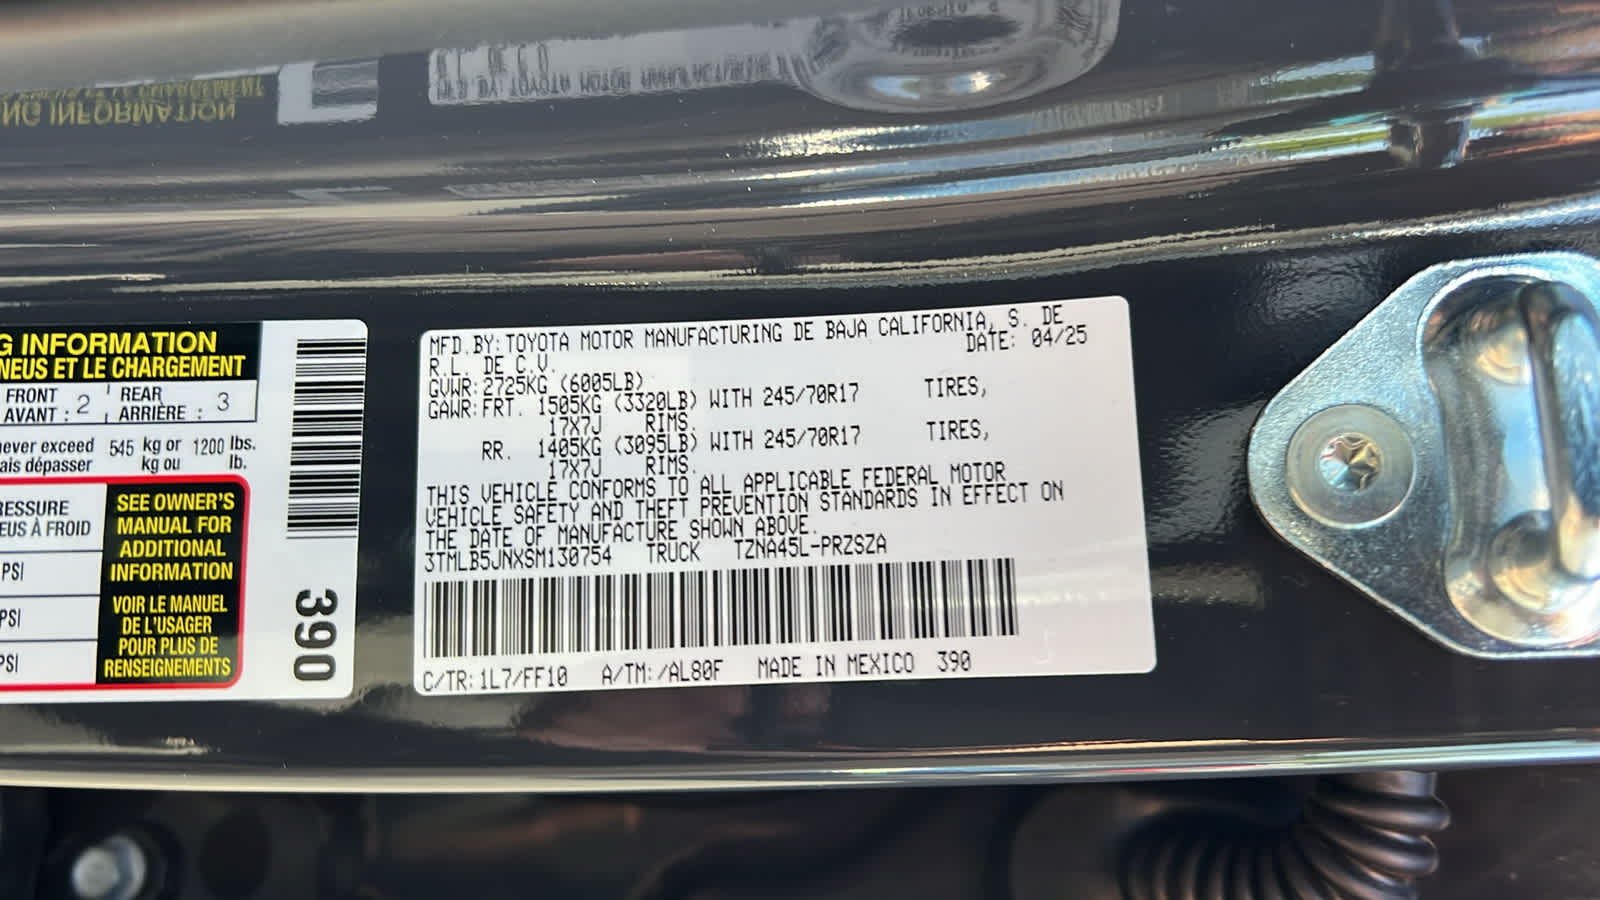 G INFORMATION
NEUS ET LE CHARGEMENT
FRONT
AVANT : 2
REAR
ARRIÈRE : 3
never exceed 545 kg or 1200 lbs.
ais dépasser kg ou lb.
RESSURE
EUS À FROID
PSI
PSI
PSI
SEE OWNER'S
MANUAL FOR
ADDITIONAL
INFORMATION
VOIR LE MANUEL
DE L'USAGER
POUR PLUS DE
RENSEIGNEMENTS
390
MFD.BY:TOYOTA MOTOR MANUFACTURING DE BAJA CALIFORNIA, S. DE
R.L. DE C.V. DATE: 04/25
GVWR:2725KG (6005LB)
GAWR:FRT. 1505KG (3320LB) WITH 245/70R17 TIRES,
17X7J RIMS.
RR. 1405KG (3095LB) WITH 245/70R17 TIRES,
17X7J RIMS.
THIS VEHICLE CONFORMS TO ALL APPLICABLE FEDERAL MOTOR
VEHICLE SAFETY AND THEFT PREVENTION STANDARDS IN EFFECT ON
THE DATE OF MANUFACTURE SHOWN ABOVE.
3TMLB5JNXSM130754 TRUCK TZNA45L-PRZSZA
C/TR:1L7/FF10 A/TM:/AL80F MADE IN MEXICO 390